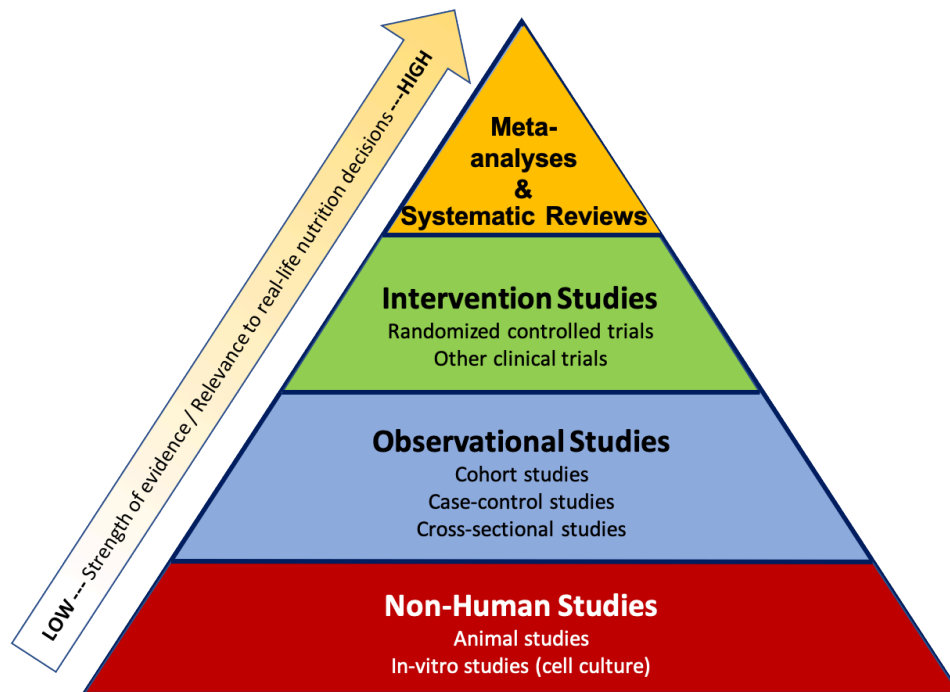 LOW --- Strength of evidence / Relevance to real-life nutrition decisions ---HIGH
Meta-
analyses
&
Systematic Reviews
Intervention Studies
Randomized controlled trials
Other clinical trials
Observational Studies
Cohort studies
Case-control studies
Cross-sectional studies
Non-Human Studies
Animal studies
In-vitro studies (cell culture)